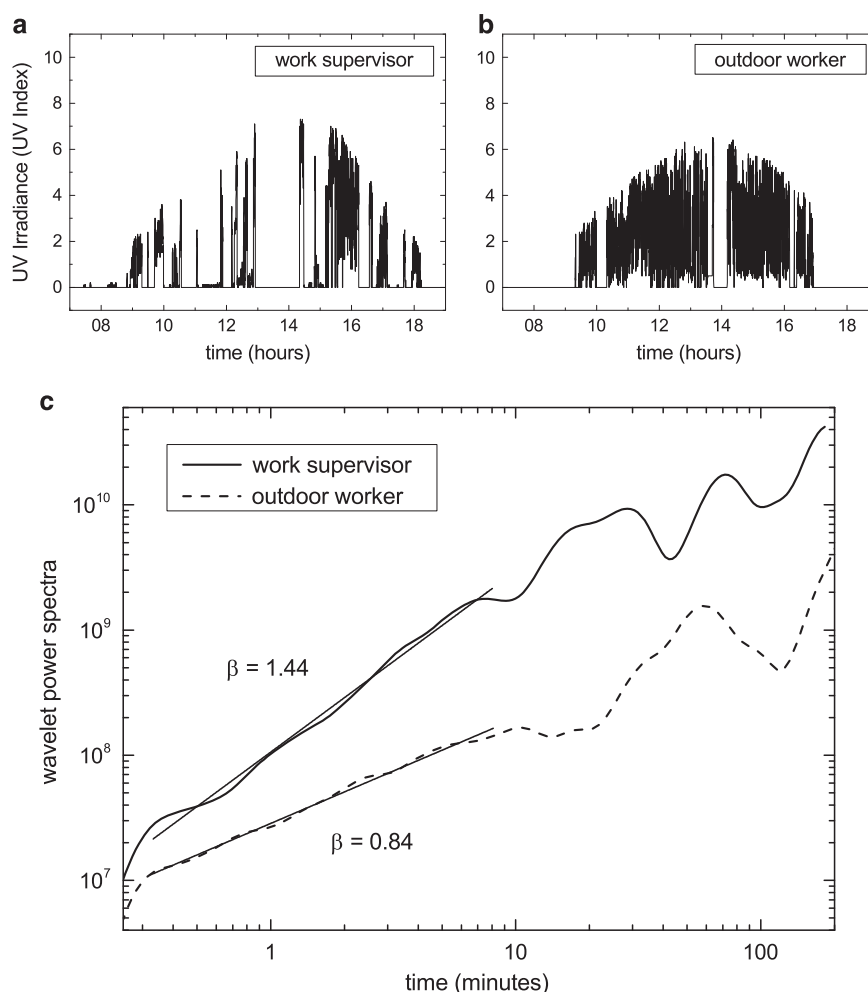 a
work supervisor
UV Irradiance (UV Index)
10
8
6
4
2
0
08 10 12 14 16 18
time (hours)
b
outdoor worker
10
8
6
4
2
0
08 10 12 14 16 18
time (hours)
c
work supervisor
outdoor worker
wavelet power spectra
10^10
10^9
10^8
10^7
β = 1.44
β = 0.84
1 10 100
time (minutes)